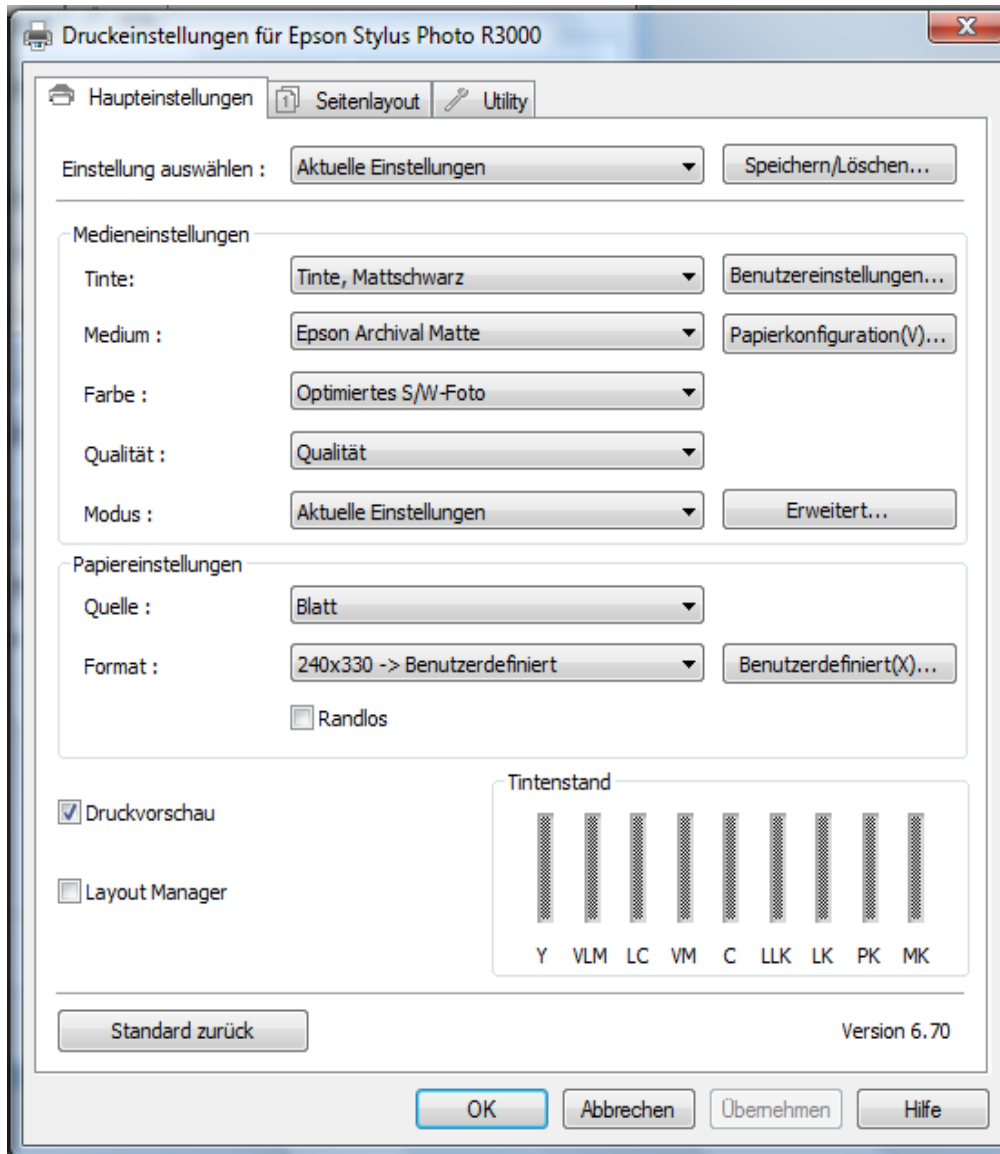 Druckeinstellungen für Epson Stylus Photo R3000
X
Haupteinstellungen 1 Seitenlayout Utility
Einstellung auswählen : Aktuelle Einstellungen Speichern/Löschen...
Medieneinstellungen
Tinte: Tinte, Mattschwarz Benutzereinstellungen...
Medium : Epson Archival Matte Papierkonfiguration(V)...
Farbe : Optimiertes S/W-Foto
Qualität : Qualität
Modus : Aktuelle Einstellungen Erweitert...
Papiereinstellungen
Quelle : Blatt
Format : 240x330 -> Benutzerdefiniert Benutzerdefiniert(X)...
Randlos
Tintenstand
Druckvorschau
Layout Manager
Y VLM LC VM C LLK LK PK MK
Standard zurück Version 6.70
OK Abbrechen Übernehmen Hilfe